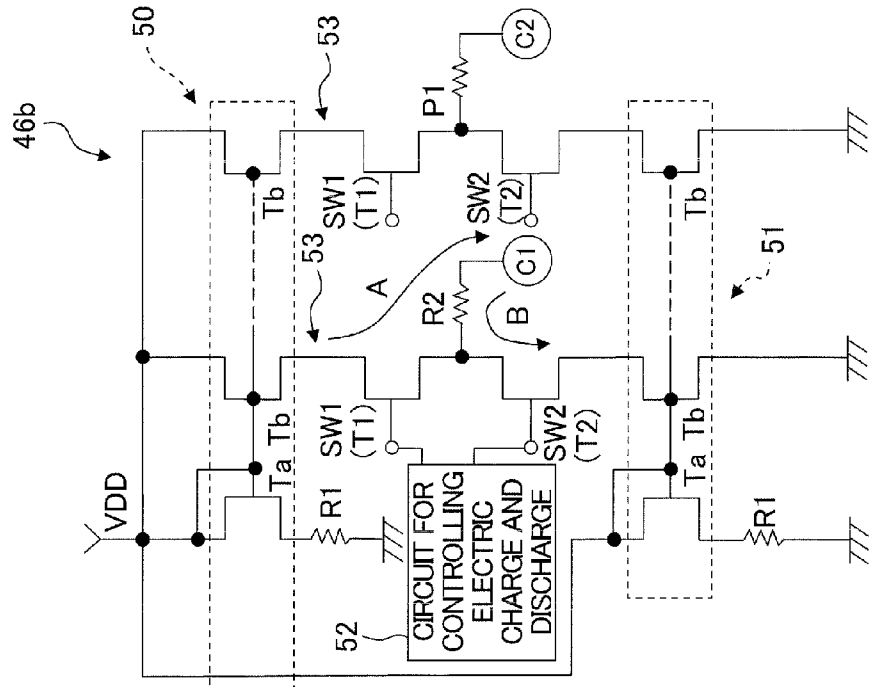 46b
50
53
VDD
Ta
Tb
Tb
53
R1
SW1
(T1)
SW1
(T1)
A
P1
C2
R2
C1
B
52
CIRCUIT FOR
CONTROLLING
ELECTRIC
CHARGE AND
DISCHARGE
SW2
(T2)
SW2
(T2)
Ta
Tb
Tb
51
R1